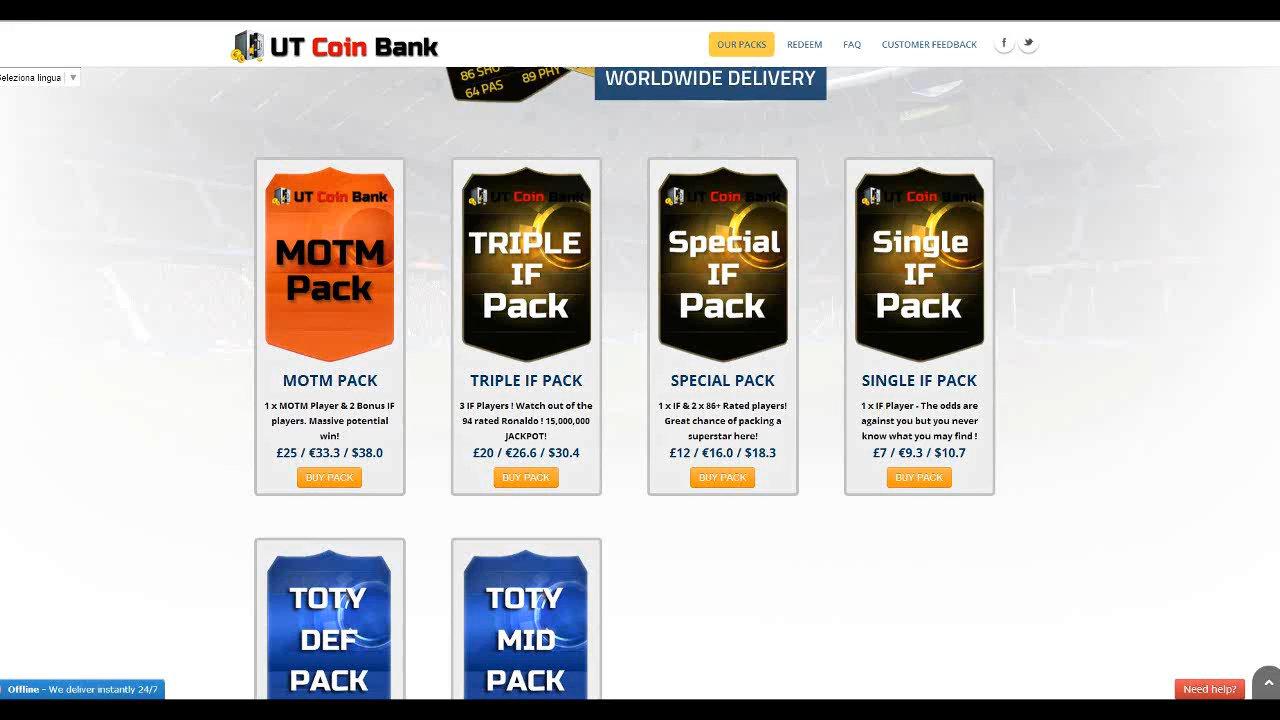 UT Coin Bank
OUR PACKS REDEEM FAQ CUSTOMER FEEDBACK
Seleziona lingua
86 SHO 89 PHY
64 PAS
WORLDWIDE DELIVERY
UT Coin Bank
MOTM
Pack
MOTM PACK
1 x MOTM Player & 2 Bonus IF
players. Massive potential
win!
£25 / €33.3 / $38.0
BUY PACK
UT Coin Bank
TRIPLE
IF
Pack
TRIPLE IF PACK
3 IF Players ! Watch out of the
94 rated Ronaldo ! 15,000,000
JACKPOT!
£20 / €26.6 / $30.4
BUY PACK
UT Coin Bank
Special
IF
Pack
SPECIAL PACK
1 x IF & 2 x 86+ Rated players!
Great chance of packing a
superstar here!
£12 / €16.0 / $18.3
BUY PACK
UT Coin Bank
Single
IF
Pack
SINGLE IF PACK
1 x IF Player - The odds are
against you but you never
know what you may find !
£7 / €9.3 / $10.7
BUY PACK
TOTY
DEF
PACK
TOTY
MID
PACK
Offline - We deliver instantly 24/7
Need help?